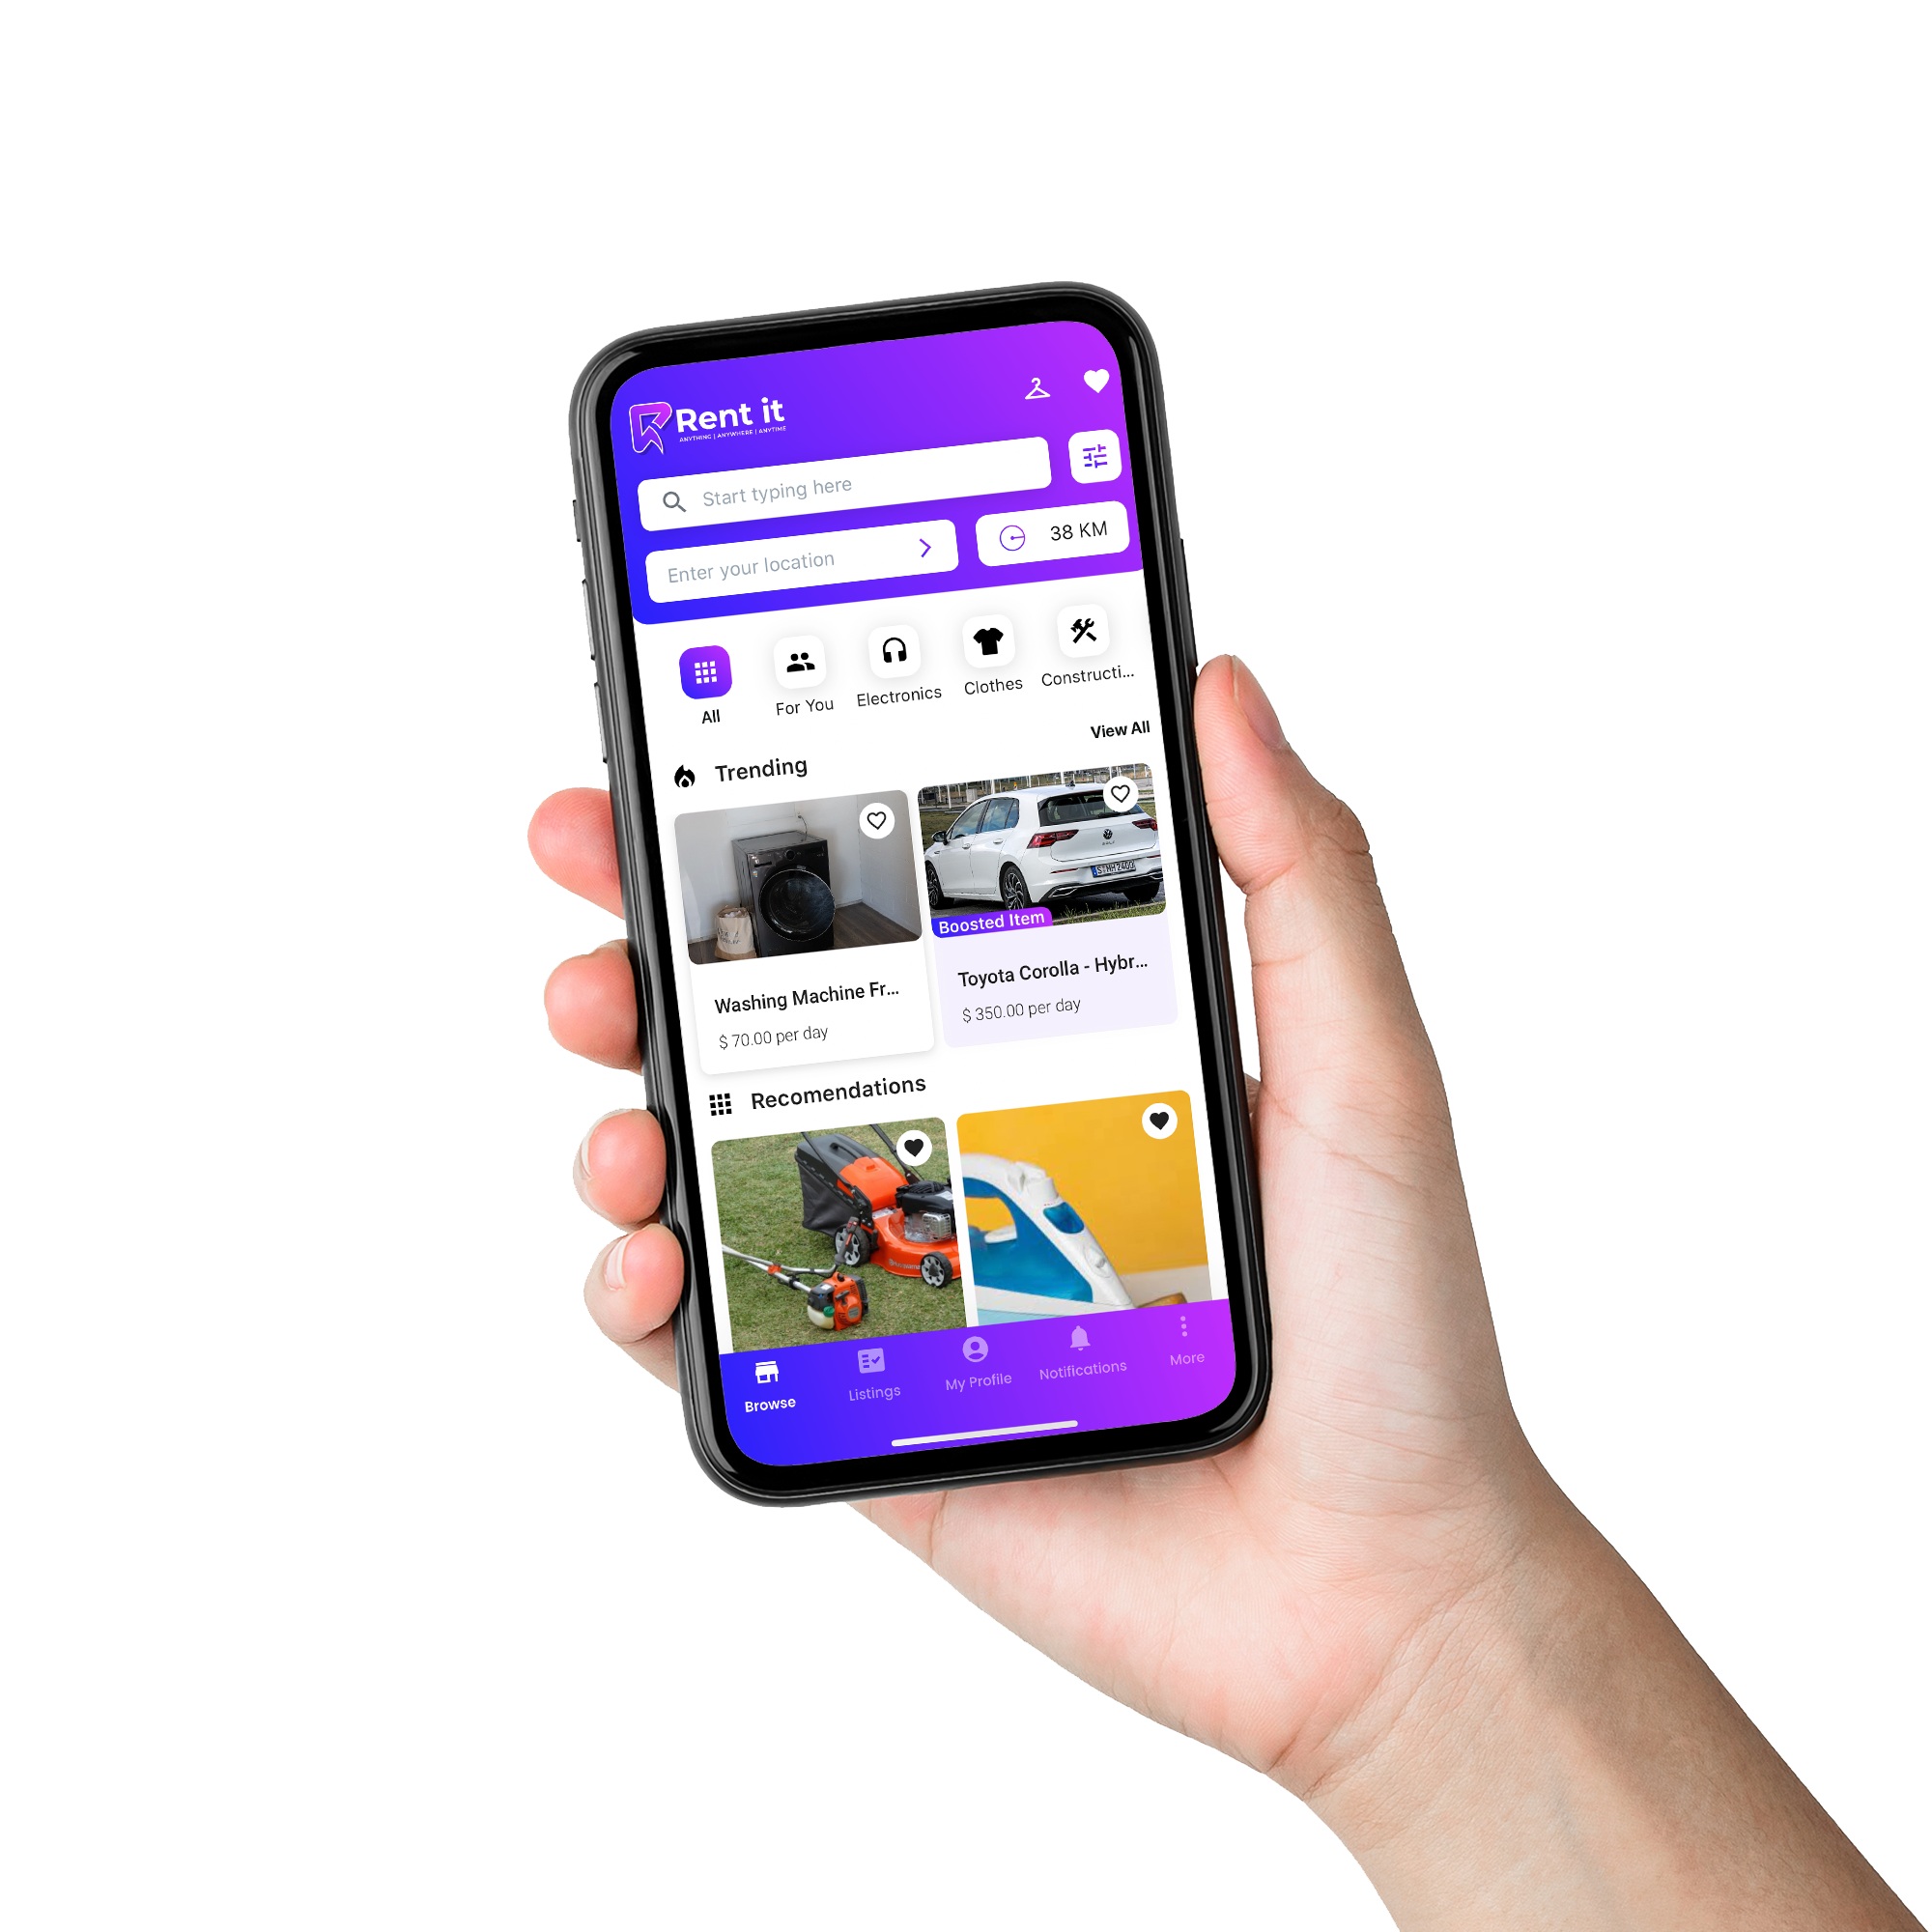 Rent it
ANYTHING | ANYWHERE | ANYTIME
Start typing here
Enter your location
38 KM
All
For You
Electronics
Clothes
Constructi...
View All
Trending
Boosted Item
Washing Machine Fr...
$ 70.00 per day
Toyota Corolla - Hybr...
$ 350.00 per day
Recomendations
Browse
Listings
My Profile
Notifications
More